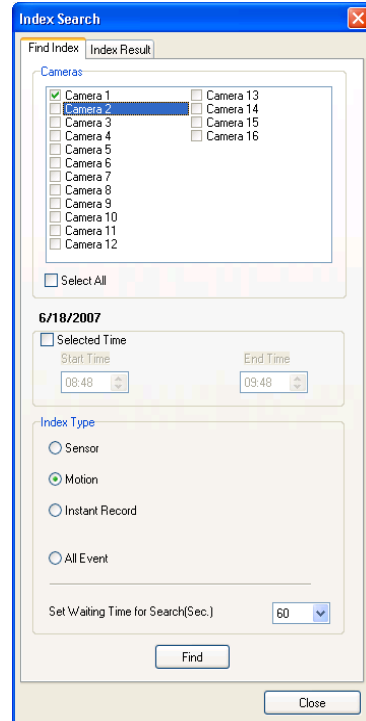 Index Search
Find Index Index Result
Cameras
Camera 1 Camera 13
Camera 2 Camera 14
Camera 3 Camera 15
Camera 4 Camera 16
Camera 5
Camera 6
Camera 7
Camera 8
Camera 9
Camera 10
Camera 11
Camera 12
Select All
6/18/2007
Selected Time
Start Time End Time
08:48 09:48
Index Type
Sensor
Motion
Instant Record
All Event
Set Waiting Time for Search(Sec.) 60
Find
Close